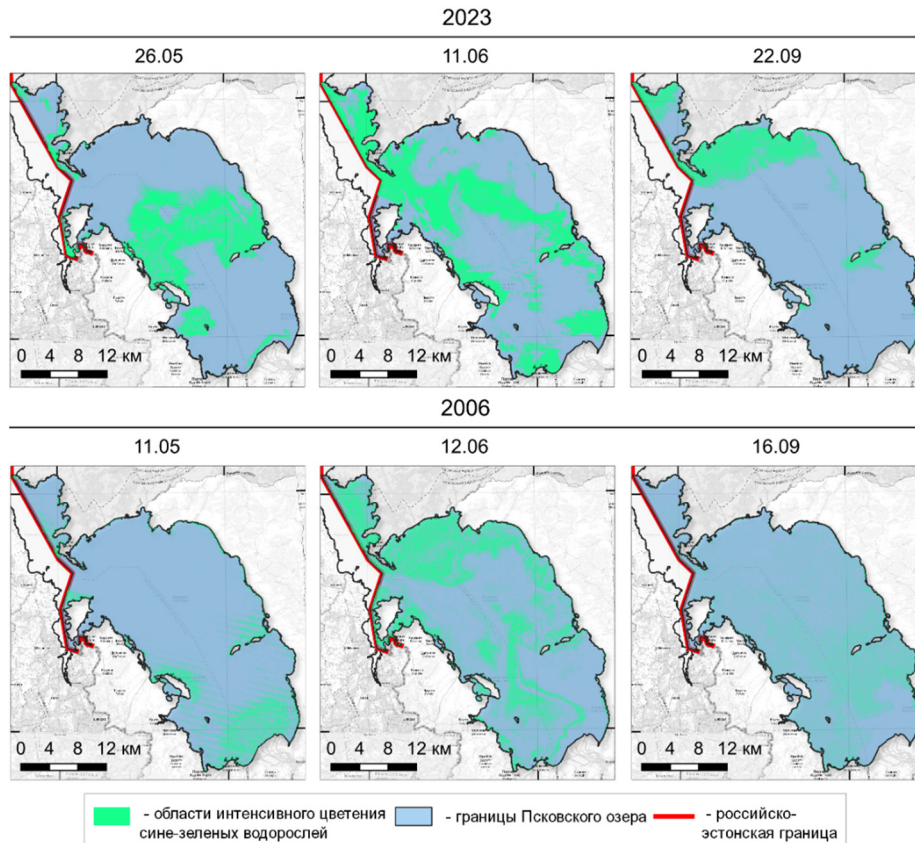 2023
26.05
11.06
22.09
0 4 8 12 км
0 4 8 12 км
0 4 8 12 км
2006
11.05
12.06
16.09
0 4 8 12 км
0 4 8 12 км
0 4 8 12 км
- области интенсивного цветения сине-зеленых водорослей
- границы Псковского озера
- российско-эстонская граница